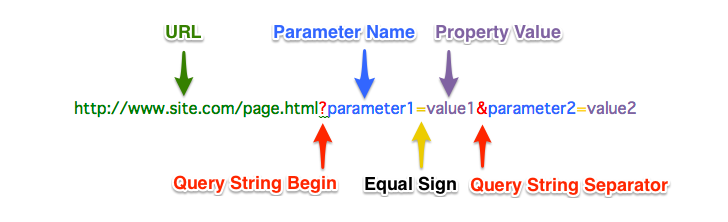 URL Parameter Name Property Value
http://www.site.com/page.html?parameter1=value1&parameter2=value2
Query String Begin Equal Sign Query String Separator